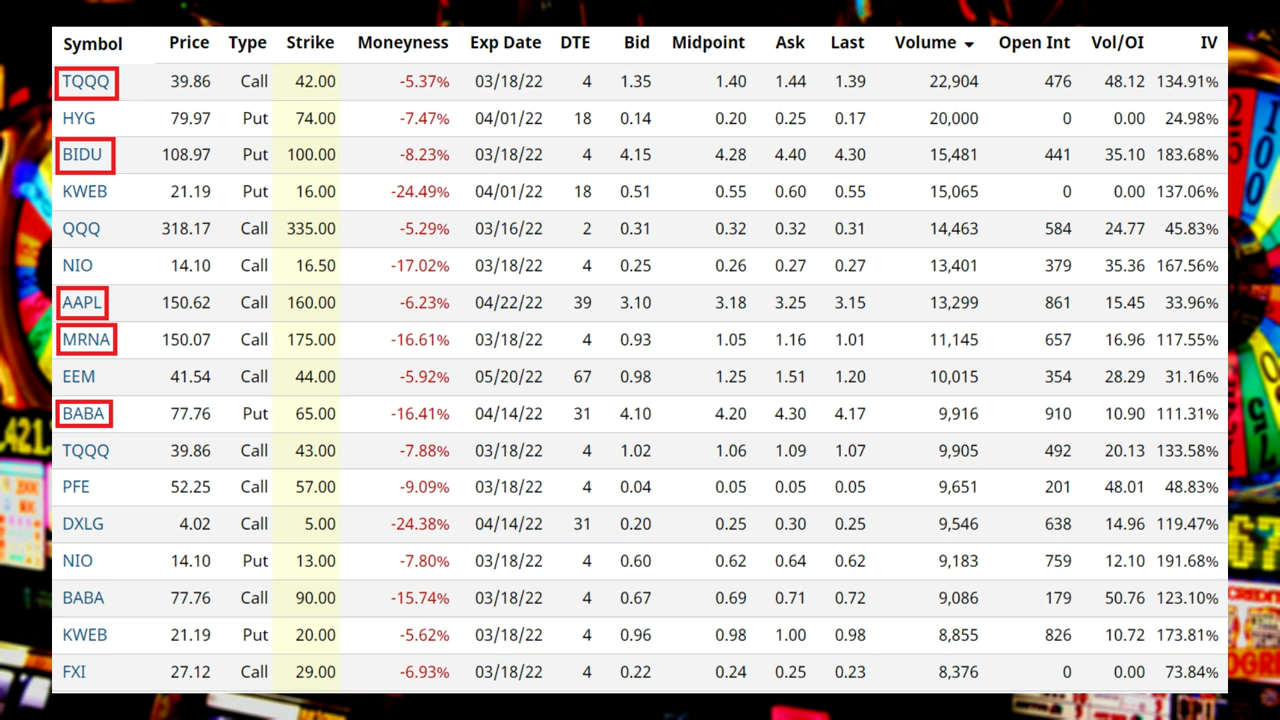 Symbol Price Type Strike Moneyness Exp Date DTE Bid Midpoint Ask Last Volume Open Int Vol/OI IV
TQQQ 39.86 Call 42.00 -5.37% 03/18/22 4 1.35 1.40 1.44 1.39 22,904 476 48.12 134.91%
HYG 79.97 Put 74.00 -7.47% 04/01/22 18 0.14 0.20 0.25 0.17 20,000 0 0.00 24.98%
BIDU 108.97 Put 100.00 -8.23% 03/18/22 4 4.15 4.28 4.40 4.30 15,481 441 35.10 183.68%
KWEB 21.19 Put 16.00 -24.49% 04/01/22 18 0.51 0.55 0.60 0.55 15,065 0 0.00 137.06%
QQQ 318.17 Call 335.00 -5.29% 03/16/22 2 0.31 0.32 0.32 0.31 14,463 584 24.77 45.83%
NIO 14.10 Call 16.50 -17.02% 03/18/22 4 0.25 0.26 0.27 0.27 13,401 379 35.36 167.56%
AAPL 150.62 Call 160.00 -6.23% 04/22/22 39 3.10 3.18 3.25 3.15 13,299 861 15.45 33.96%
MRNA 150.07 Call 175.00 -16.61% 03/18/22 4 0.93 1.05 1.16 1.01 11,145 657 16.96 117.55%
EEM 41.54 Call 44.00 -5.92% 05/20/22 67 0.98 1.25 1.51 1.20 10,015 354 28.29 31.16%
BABA 77.76 Put 65.00 -16.41% 04/14/22 31 4.10 4.20 4.30 4.17 9,916 910 10.90 111.31%
TQQQ 39.86 Call 43.00 -7.88% 03/18/22 4 1.02 1.06 1.09 1.07 9,905 492 20.13 133.58%
PFE 52.25 Call 57.00 -9.09% 03/18/22 4 0.04 0.05 0.05 0.05 9,651 201 48.01 48.83%
DXLG 4.02 Call 5.00 -24.38% 04/14/22 31 0.20 0.25 0.30 0.25 9,546 638 14.96 119.47%
NIO 14.10 Put 13.00 -7.80% 03/18/22 4 0.60 0.62 0.64 0.62 9,183 759 12.10 191.68%
BABA 77.76 Call 90.00 -15.74% 03/18/22 4 0.67 0.69 0.71 0.72 9,086 179 50.76 123.10%
KWEB 21.19 Put 20.00 -5.62% 03/18/22 4 0.96 0.98 1.00 0.98 8,855 826 10.72 173.81%
FXI 27.12 Call 29.00 -6.93% 03/18/22 4 0.22 0.24 0.25 0.23 8,376 0 0.00 73.84%